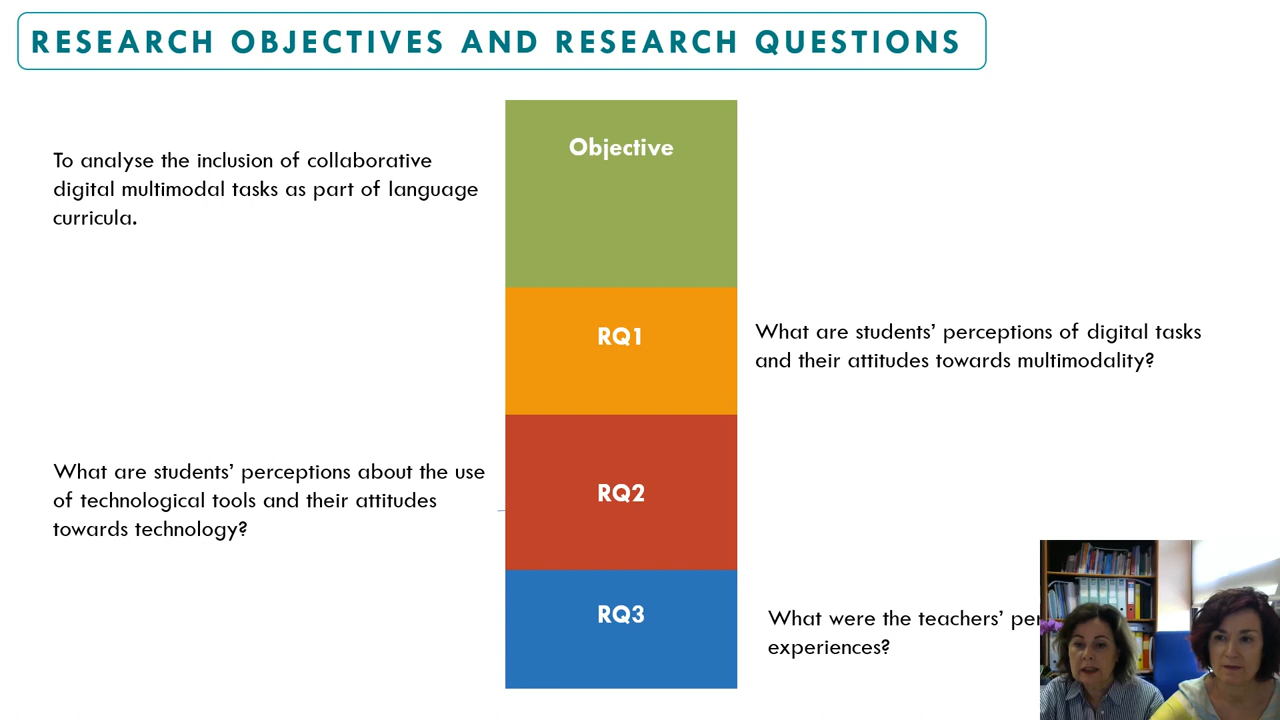 RESEARCH OBJECTIVES AND RESEARCH QUESTIONS
Objective
To analyse the inclusion of collaborative
digital multimodal tasks as part of language
curricula.
RQ1
What are students’ perceptions of digital tasks
and their attitudes towards multimodality?
RQ2
What are students’ perceptions about the use
of technological tools and their attitudes
towards technology?
RQ3
What were the teachers’
experiences?